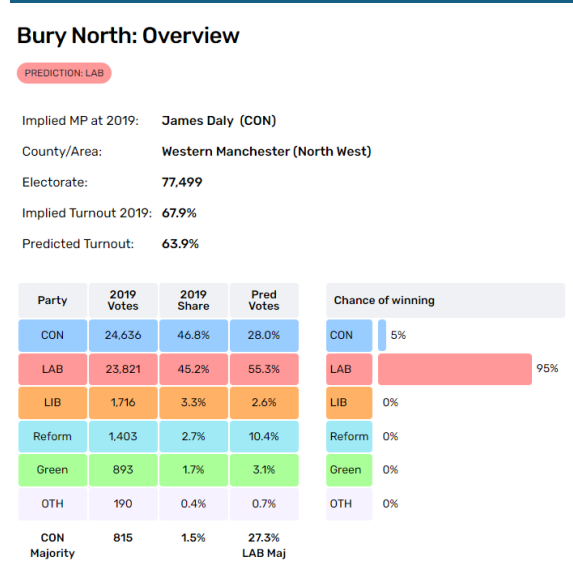 Bury North: Overview
PREDICTION: LAB
Implied MP at 2019: James Daly (CON)
County/Area: Western Manchester (North West)
Electorate: 77,499
Implied Turnout 2019: 67.9%
Predicted Turnout: 63.9%
Party 2019 Votes 2019 Share Pred Votes
CON 24,636 46.8% 28.0%
LAB 23,821 45.2% 55.3%
LIB 1,716 3.3% 2.6%
Reform 1,403 2.7% 10.4%
Green 893 1.7% 3.1%
OTH 190 0.4% 0.7%
CON Majority 815 1.5% 27.3% LAB Maj
Chance of winning
CON 5%
LAB 95%
LIB 0%
Reform 0%
Green 0%
OTH 0%